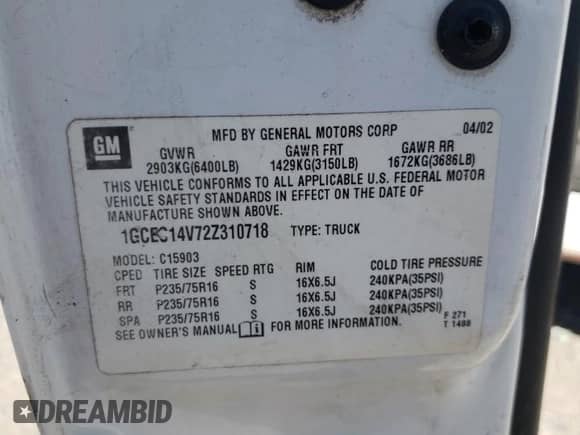 GM
MFD BY GENERAL MOTORS CORP 04/02
GVWR GAWR FRT GAWR RR
2903KG(6400LB) 1429KG(3150LB) 1672KG(3686LB)
THIS VEHICLE CONFORMS TO ALL APPLICABLE U.S. FEDERAL MOTOR
VEHICLE SAFETY STANDARDS IN EFFECT ON THE DATE OF
MANUFACTURE SHOWN ABOVE.
1GCEC14V72Z310718 TYPE: TRUCK
MODEL: C15903
CPED TIRE SIZE SPEED RTG RIM COLD TIRE PRESSURE
FRT P235/75R16 S 16X6.5J 240KPA(35PSI)
RR P235/75R16 S 16X6.5J 240KPA(35PSI)
SPA P235/75R16 S 16X6.5J 240KPA(35PSI)
SEE OWNER'S MANUAL FOR MORE INFORMATION.
F 271
T 1488
DREAMBID